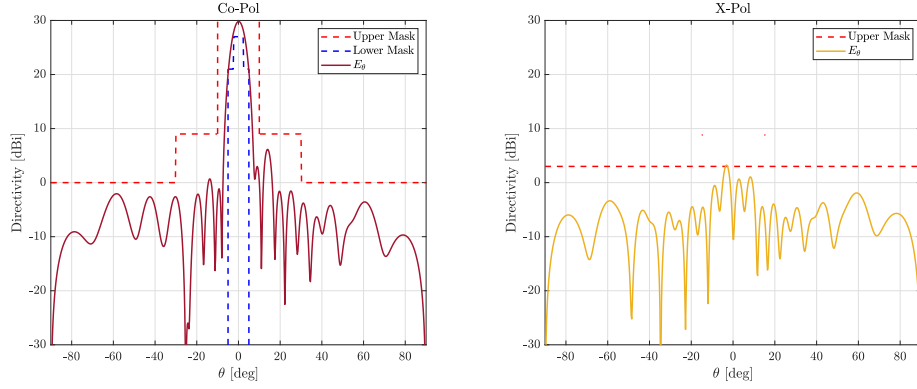 Co-Pol
30
20
10
0
-10
-20
-30
Directivity [dBi]
-80 -60 -40 -20 0 20 40 60 80
θ [deg]
Upper Mask
Lower Mask
E_θ
X-Pol
30
20
10
0
-10
-20
-30
Directivity [dBi]
-80 -60 -40 -20 0 20 40 60 80
θ [deg]
Upper Mask
E_θ